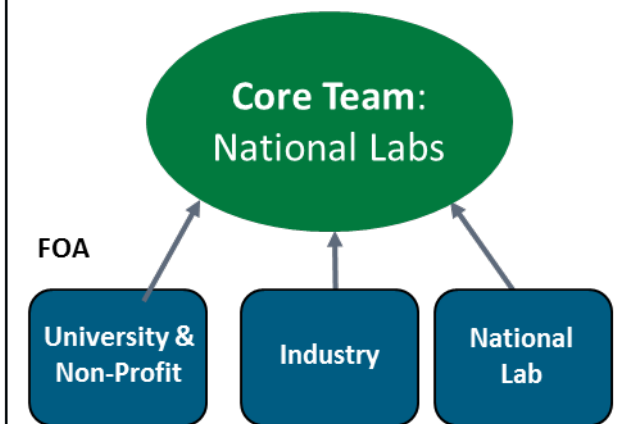 Core Team:
National Labs
FOA
University &
Non-Profit
Industry
National
Lab